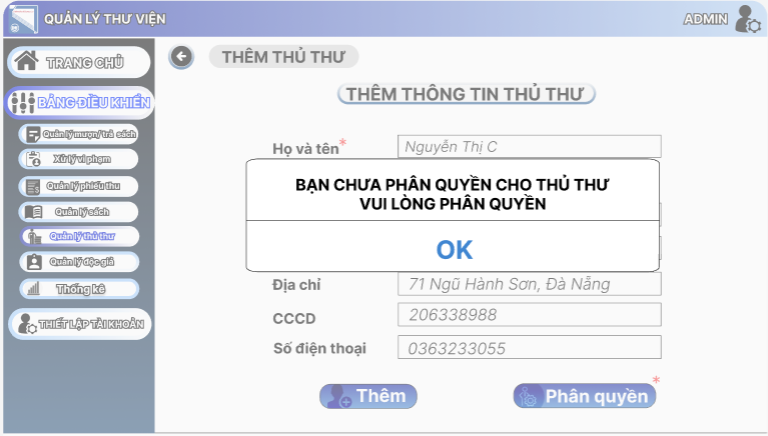 QUẢN LÝ THƯ VIỆN
ADMIN
TRANG CHỦ
THÊM THỦ THƯ
BẢNG ĐIỀU KHIỂN
THÊM THÔNG TIN THỦ THƯ
Quản lý mượn/trả sách
Xử lý vi phạm
Quản lý phiếu thu
Quản lý sách
Quản lý thủ thư
Quản lý độc giả
Thống kê
THIẾT LẬP TÀI KHOẢN
Họ và tên*
Nguyễn Thị C
BẠN CHƯA PHÂN QUYỀN CHO THỦ THƯ
VUI LÒNG PHÂN QUYỀN
OK
Địa chỉ
71 Ngũ Hành Sơn, Đà Nẵng
CCCD
206338988
Số điện thoại
0363233055
Thêm
Phân quyền*